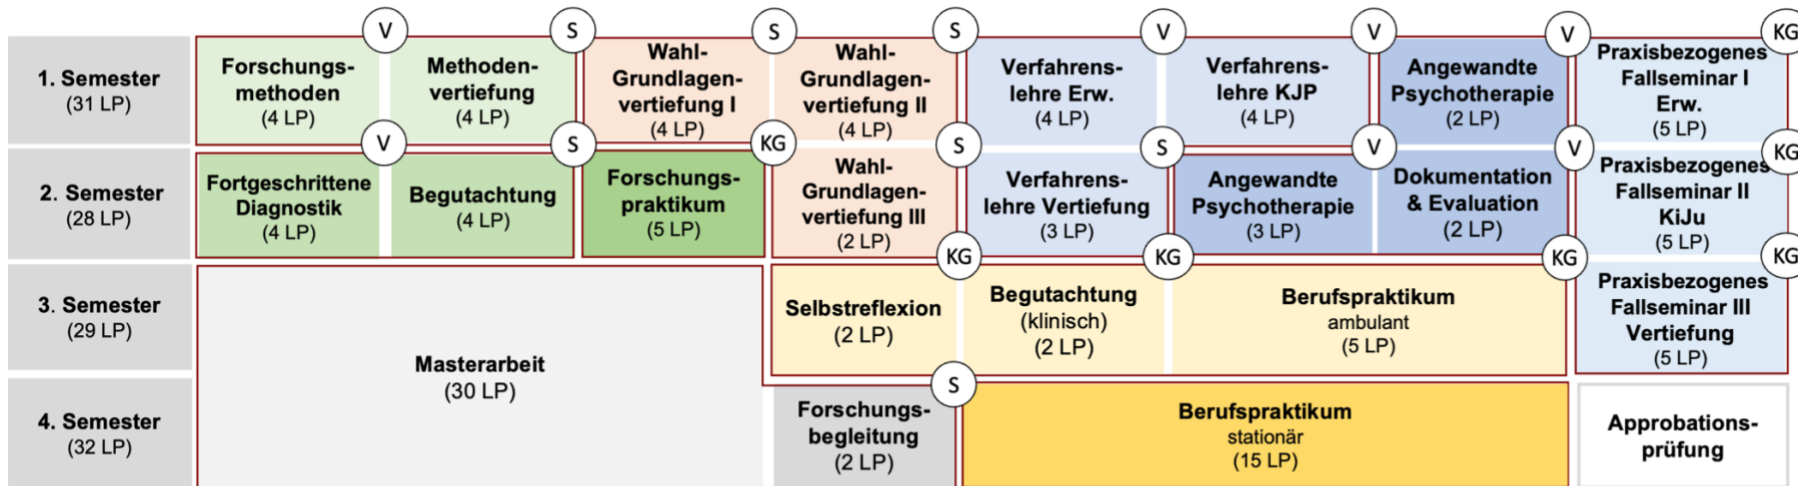 V
S
S
S
V
V
V
KG
1. Semester
(31 LP)
Forschungs-
methoden
(4 LP)
Methoden-
vertiefung
(4 LP)
Wahl-
Grundlagen-
vertiefung I
(4 LP)
Wahl-
Grundlagen-
vertiefung II
(4 LP)
Verfahrens-
lehre Erw.
(4 LP)
Verfahrens-
lehre KJP
(4 LP)
Angewandte
Psychotherapie
(2 LP)
Praxisbezogenes
Fallseminar I
Erw.
(5 LP)
V
S
KG
S
S
V
V
KG
2. Semester
(28 LP)
Fortgeschrittene
Diagnostik
(4 LP)
Begutachtung
(4 LP)
Forschungs-
praktikum
(5 LP)
Wahl-
Grundlagen-
vertiefung III
(2 LP)
Verfahrens-
lehre Vertiefung
(3 LP)
Angewandte
Psychotherapie
(3 LP)
Dokumentation
& Evaluation
(2 LP)
Praxisbezogenes
Fallseminar II
KiJu
(5 LP)
KG
KG
KG
KG
3. Semester
(29 LP)
Masterarbeit
(30 LP)
Selbstreflexion
(2 LP)
Begutachtung
(klinisch)
(2 LP)
Berufspraktikum
ambulant
(5 LP)
Praxisbezogenes
Fallseminar III
Vertiefung
(5 LP)
S
4. Semester
(32 LP)
Forschungs-
begleitung
(2 LP)
Berufspraktikum
stationär
(15 LP)
Approbations-
prüfung